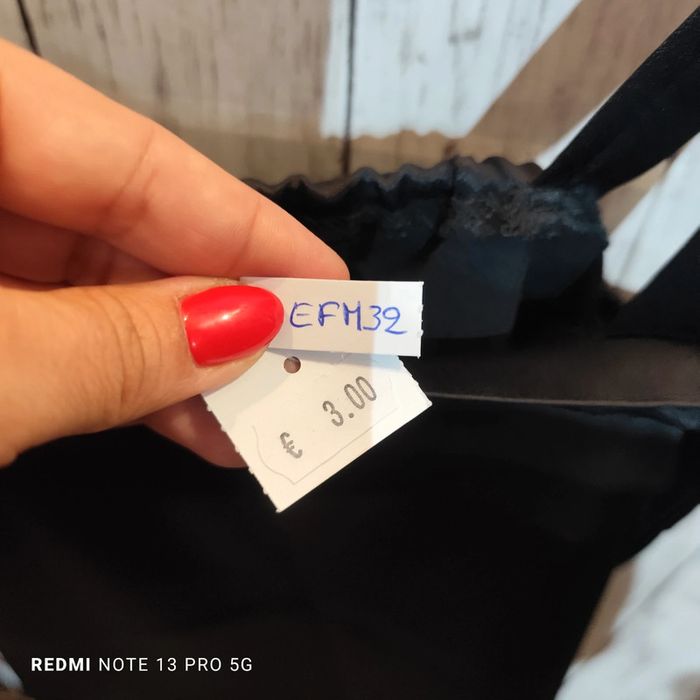 EFM32
€ 3.00
REDMI NOTE 13 PRO 5G